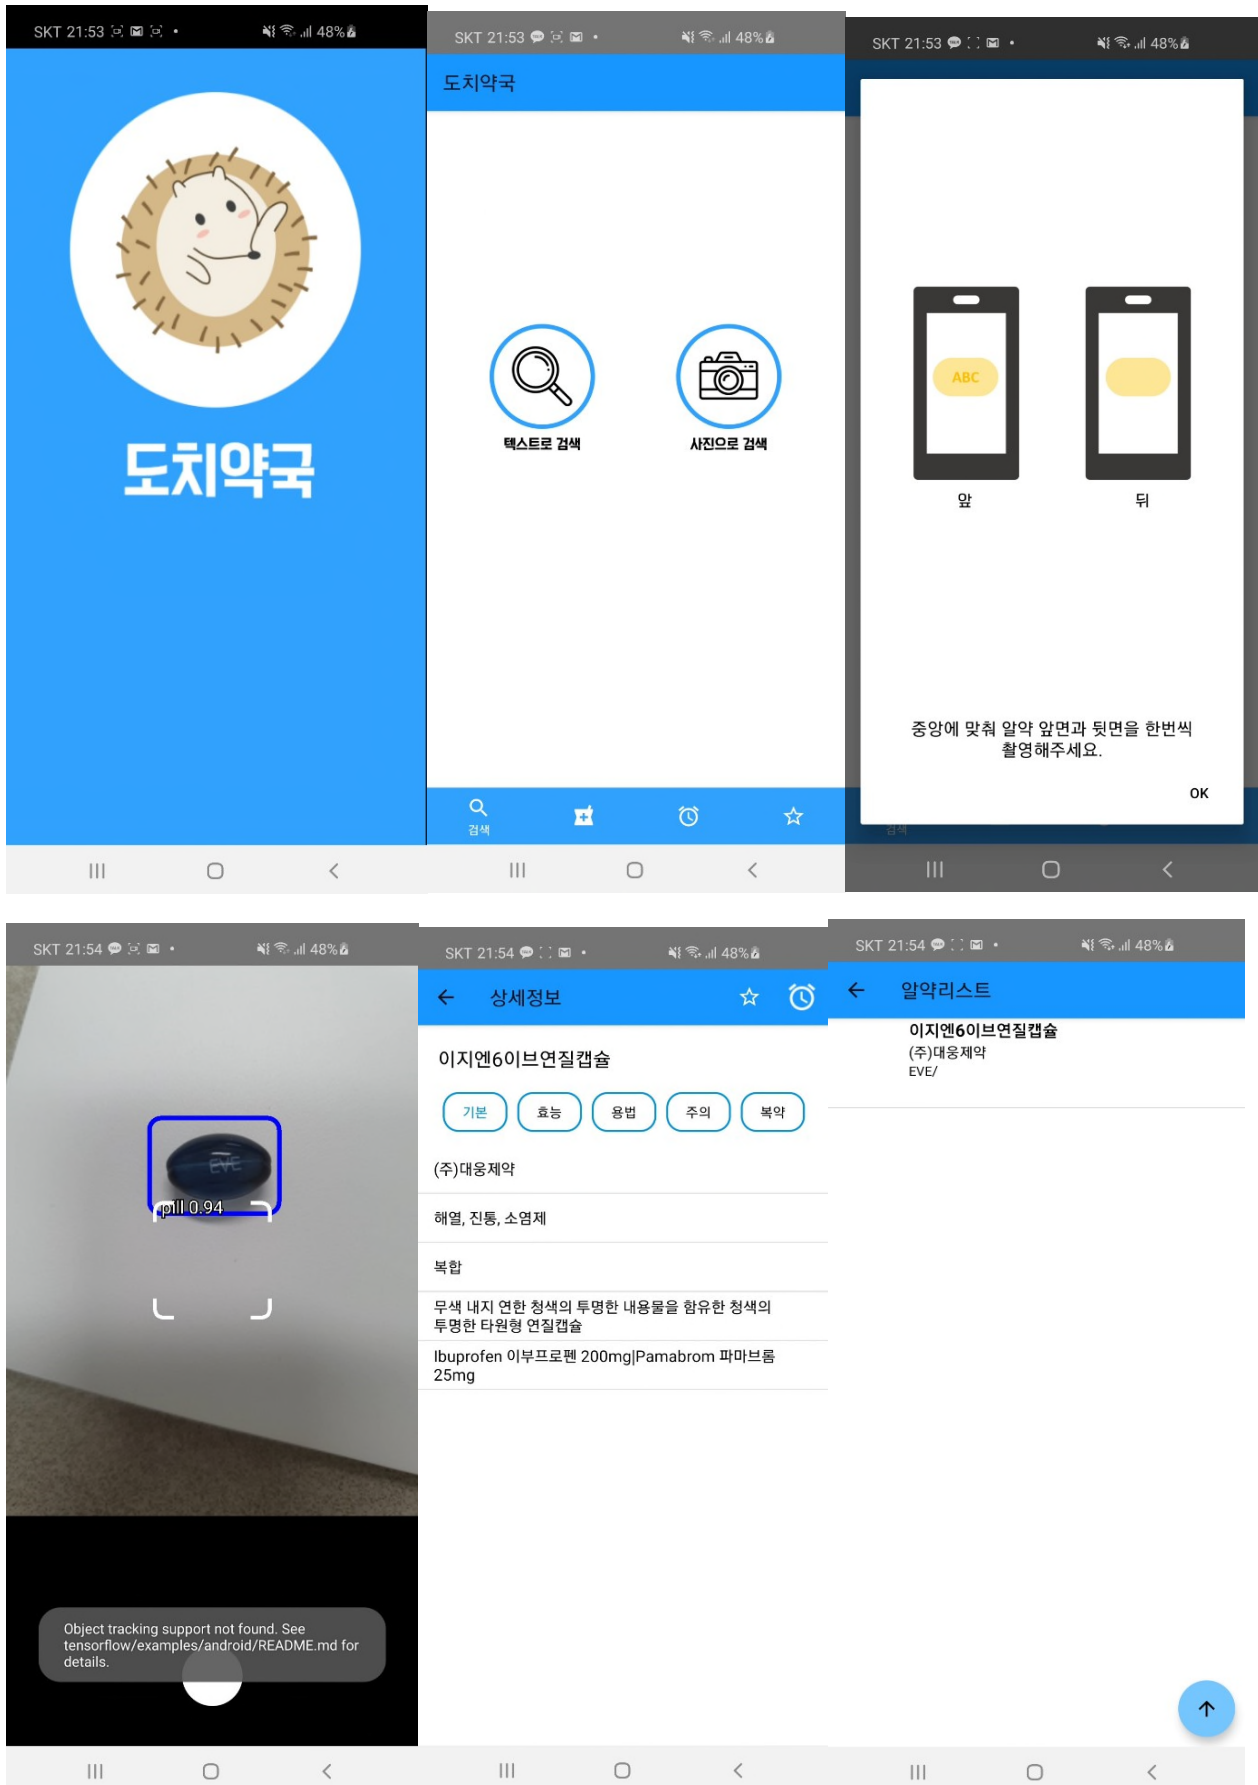 SKT 21:53
48%
도치약국
SKT 21:53
48%
도치약국
텍스트로 검색
사진으로 검색
검색
SKT 21:53
48%
ABC
앞
뒤
중앙에 맞춰 알약 앞면과 뒷면을 한번씩
촬영해주세요.
OK
검색
SKT 21:54
48%
EVE
pill 0.94
Object tracking support not found. See
tensorflow/examples/android/README.md for
details.
SKT 21:54
48%
상세정보
이지엔6이브연질캡슐
기본
효능
용법
주의
복약
(주)대웅제약
해열, 진통, 소염제
복합
무색 내지 연한 청색의 투명한 내용물을 함유한 청색의
투명한 타원형 연질캡슐
Ibuprofen 이부프로펜 200mg|Pamabrom 파마브롬
25mg
SKT 21:54
48%
알약리스트
이지엔6이브연질캡슐
(주)대웅제약
EVE/